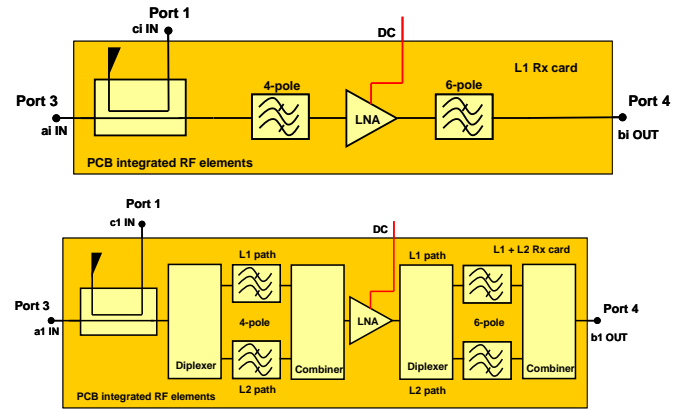 Port 1
ci IN
DC
L1 Rx card
4-pole
6-pole
Port 3
ai IN
LNA
Port 4
bi OUT
PCB integrated RF elements
Port 1
c1 IN
DC
L1 + L2 Rx card
L1 path
L1 path
Port 3
a1 IN
4-pole
LNA
6-pole
Port 4
b1 OUT
Diplexer
Combiner
Diplexer
Combiner
L2 path
L2 path
PCB integrated RF elements